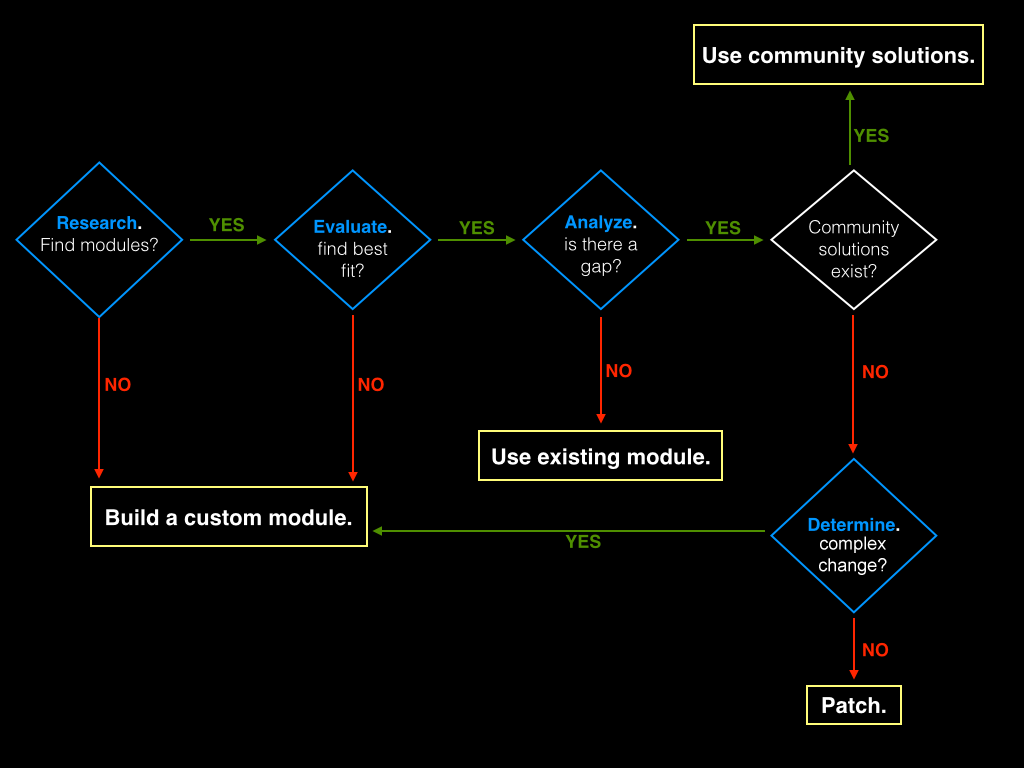 Use community solutions.
YES
Research.
Find modules?
YES
Evaluate.
find best
fit?
YES
Analyze.
is there a
gap?
YES
Community
solutions
exist?
NO
NO
NO
NO
Use existing module.
Build a custom module.
YES
Determine.
complex
change?
NO
Patch.